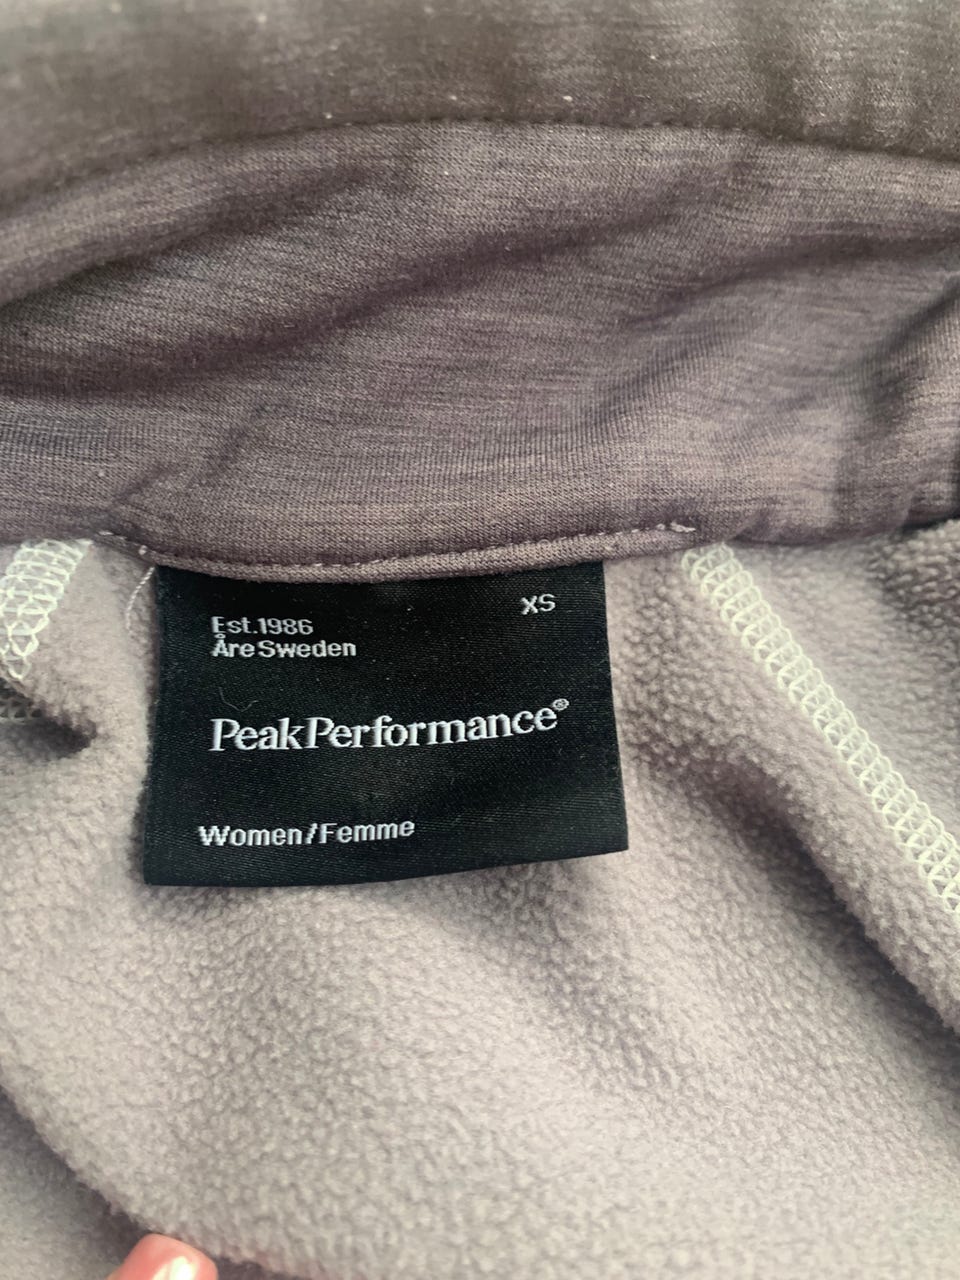 XS
Est.1986
Åre Sweden
PeakPerformance®
Women/Femme